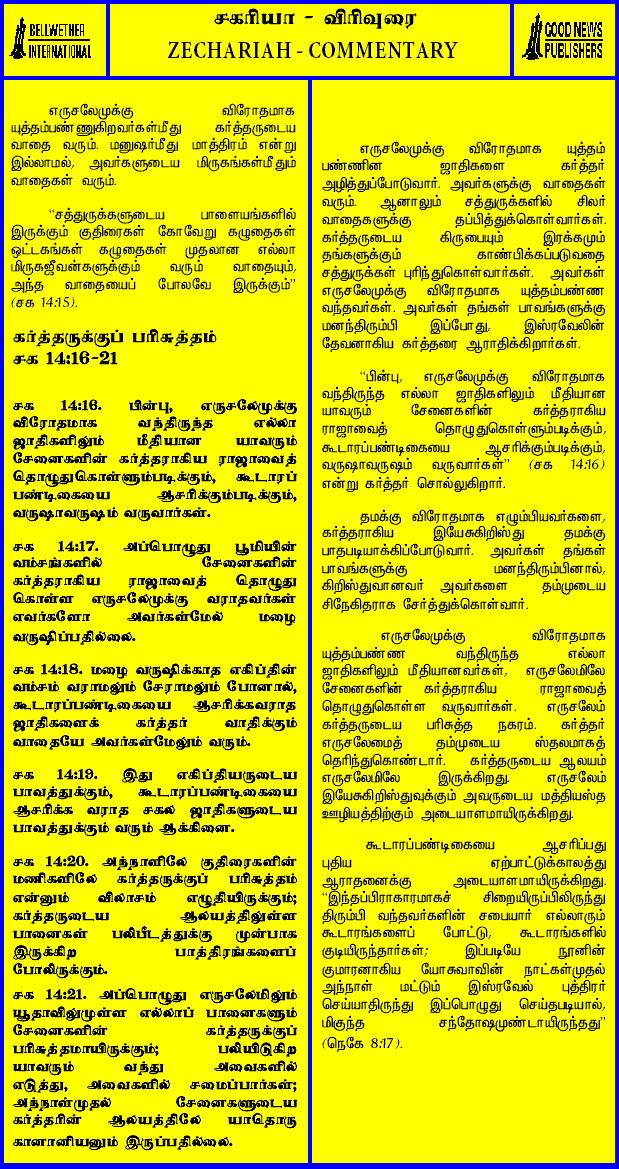 BELLWETHER
INTERNATIONAL
சகரியா - விரிவுரை
ZECHARIAH - COMMENTARY
GOOD NEWS
PUBLISHERS
எருசலேமுக்கு விரோதமாக
யுத்தம்பண்ணுகிறவர்கள்மீது கர்த்தருடைய
வாதை வரும். மனுஷர்மீது மாத்திரம் என்று
இல்லாமல், அவர்களுடைய மிருகங்கள்மீதும்
வாதைகள் வரும்.
“சத்துருக்களுடைய பாளையங்களில்
இருக்கும் குதிரைகள் கோவேறு கழுதைகள்
ஒட்டகங்கள் கழுதைகள் முதலான எல்லா
மிருகஜீவன்களுக்கும் வரும் வாதையும்,
அந்த வாதையைப் போலவே இருக்கும்”
(சக 14:15).
கர்த்தருக்குப் பரிசுத்தம்
சக 14:16-21
சக 14:16. பின்பு, எருசலேமுக்கு
விரோதமாக வந்திருந்த எல்லா
ஜாதிகளிலும் மீதியான யாவரும்
சேனைகளின் கர்த்தராகிய ராஜாவைத்
தொழுதுகொள்ளும்படிக்கும், கூடாரப்
பண்டிகையை ஆசரிக்கும்படிக்கும்,
வருஷாவருஷம் வருவார்கள்.
சக 14:17. அப்பொழுது பூமியின்
வம்சங்களில் சேனைகளின்
கர்த்தராகிய ராஜாவைத் தொழுது
கொள்ள எருசலேமுக்கு வராதவர்கள்
எவர்களோ அவர்கள்மேல் மழை
வருஷிப்பதில்லை.
சக 14:18. மழை வருஷிக்காத எகிப்தின்
வம்சம் வராமலும் சேராமலும் போனால்,
கூடாரப்பண்டிகையை ஆசரிக்கவராத
ஜாதிகளைக் கர்த்தர் வாதிக்கும்
வாதையே அவர்கள்மேலும் வரும்.
சக 14:19. இது எகிப்தியருடைய
பாவத்துக்கும், கூடாரப்பண்டிகையை
ஆசரிக்க வராத சகல ஜாதிகளுடைய
பாவத்துக்கும் வரும் ஆக்கினை.
சக 14:20. அந்நாளிலே குதிரைகளின்
மணிகளிலே கர்த்தருக்குப் பரிசுத்தம்
என்னும் விலாசம் எழுதியிருக்கும்;
கர்த்தருடைய ஆலயத்திலுள்ள
பானைகள் பலிபீடத்துக்கு முன்பாக
இருக்கிற பாத்திரங்களைப்
போலிருக்கும்.
சக 14:21. அப்பொழுது எருசலேமிலும்
யூதாவிலுமுள்ள எல்லாப் பானைகளும்
சேனைகளின் கர்த்தருக்குப்
பரிசுத்தமாயிருக்கும்; பலியிடுகிற
யாவரும் வந்து அவைகளில்
எடுத்து, அவைகளில் சமைப்பார்கள்;
அந்நாள்முதல் சேனைகளுடைய
கர்த்தரின் ஆலயத்திலே யாதொரு
கானானியனும் இருப்பதில்லை.
எருசலேமுக்கு விரோதமாக யுத்தம்
பண்ணின ஜாதிகளை கர்த்தர்
அழித்துப்போடுவார். அவர்களுக்கு வாதைகள்
வரும். ஆனாலும் சத்துருக்களில் சிலர்
வாதைகளுக்கு தப்பித்துக்கொள்வார்கள்.
கர்த்தருடைய கிருபையும் இரக்கமும்
தங்களுக்கும் காண்பிக்கப்படுவதை
சத்துருக்கள் புரிந்துகொள்வார்கள். அவர்கள்
எருசலேமுக்கு விரோதமாக யுத்தம்பண்ண
வந்தவர்கள். அவர்கள் தங்கள் பாவங்களுக்கு
மனந்திரும்பி இப்போது, இஸ்ரவேலின்
தேவனாகிய கர்த்தரை ஆராதிக்கிறார்கள்.
“பின்பு, எருசலேமுக்கு விரோதமாக
வந்திருந்த எல்லா ஜாதிகளிலும் மீதியான
யாவரும் சேனைகளின் கர்த்தராகிய
ராஜாவைத் தொழுதுகொள்ளும்படிக்கும்,
கூடாரப்பண்டிகையை ஆசரிக்கும்படிக்கும்,
வருஷாவருஷம் வருவார்கள்” (சக 14:16)
என்று கர்த்தர் சொல்லுகிறார்.
தமக்கு விரோதமாக எழும்பியவர்களை,
கர்த்தராகிய இயேசுகிறிஸ்து தமக்கு
பாதபடியாக்கிப்போடுவார். அவர்கள் தங்கள்
பாவங்களுக்கு மனந்திரும்பினால்,
கிறிஸ்துவானவர் அவர்களை தம்முடைய
சிநேகிதராக சேர்த்துக்கொள்வார்.
எருசலேமுக்கு விரோதமாக
யுத்தம்பண்ண வந்திருந்த எல்லா
ஜாதிகளிலும் மீதியானவர்கள், எருசலேமிலே
சேனைகளின் கர்த்தராகிய ராஜாவைத்
தொழுதுகொள்ள வருவார்கள். எருசலேம்
கர்த்தருடைய பரிசுத்த நகரம். கர்த்தர்
எருசலேமைத் தம்முடைய ஸ்தலமாகத்
தெரிந்துகொண்டார். கர்த்தருடைய ஆலயம்
எருசலேமிலே இருக்கிறது. எருசலேம்
இயேசுகிறிஸ்துவுக்கும் அவருடைய மத்தியஸ்த
ஊழியத்திற்கும் அடையாளமாயிருக்கிறது.
கூடாரப்பண்டிகையை ஆசரிப்பது
புதிய ஏற்பாட்டுக்காலத்து
ஆராதனைக்கு அடையாளமாயிருக்கிறது.
“இந்தப்பிரகாரமாகச் சிறையிருப்பிலிருந்து
திரும்பி வந்தவர்களின் சபையார் எல்லாரும்
கூடாரங்களைப் போட்டு, கூடாரங்களில்
குடியிருந்தார்கள்; இப்படியே நூனின்
குமாரனாகிய யோசுவாவின் நாட்கள்முதல்
அந்நாள் மட்டும் இஸ்ரவேல் புத்திரர்
செய்யாதிருந்து இப்பொழுது செய்தபடியால்,
மிகுந்த சந்தோஷமுண்டாயிருந்தது”
(நெகே 8:17).